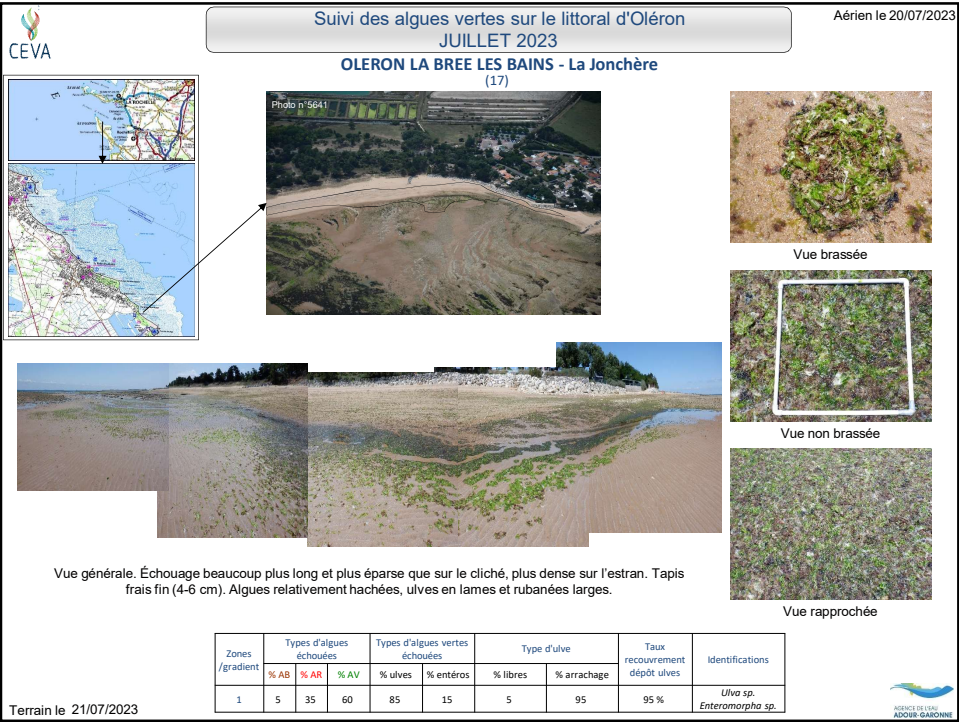 CEVA
Suivi des algues vertes sur le littoral d'Oléron
JUILLET 2023
Aérien le 20/07/2023
OLERON LA BREE LES BAINS - La Jonchère
(17)
Photo n°5641
LA ROCHELLE
Vue brassée
Vue non brassée
Vue rapprochée
Vue générale. Échouage beaucoup plus long et plus éparse que sur le cliché, plus dense sur l'estran. Tapis
frais fin (4-6 cm). Algues relativement hachées, ulves en lames et rubanées larges.
Zones /gradient Types d'algues échouées Types d'algues vertes échouées Type d'ulve Taux recouvrement dépôt ulves Identifications
% AB % AR % AV % ulves % entéros % libres % arrachage
1 5 35 60 85 15 5 95 95 % Ulva sp.
Enteromorpha sp.
Terrain le 21/07/2023
AGENCE DE L'EAU
ADOUR-GARONNE